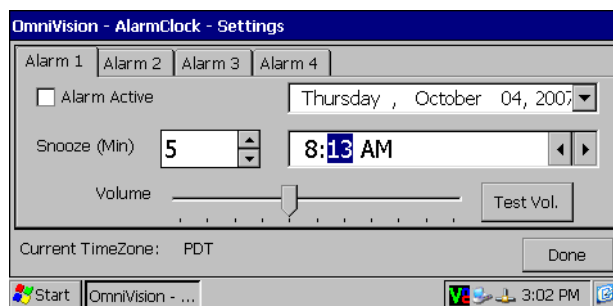 OmniVision - AlarmClock - Settings
Alarm 1 Alarm 2 Alarm 3 Alarm 4
Alarm Active Thursday , October 04, 2007
Snooze (Min) 5 8:13 AM
Volume Test Vol.
Current TimeZone: PDT Done
Start OmniVision - ... 3:02 PM